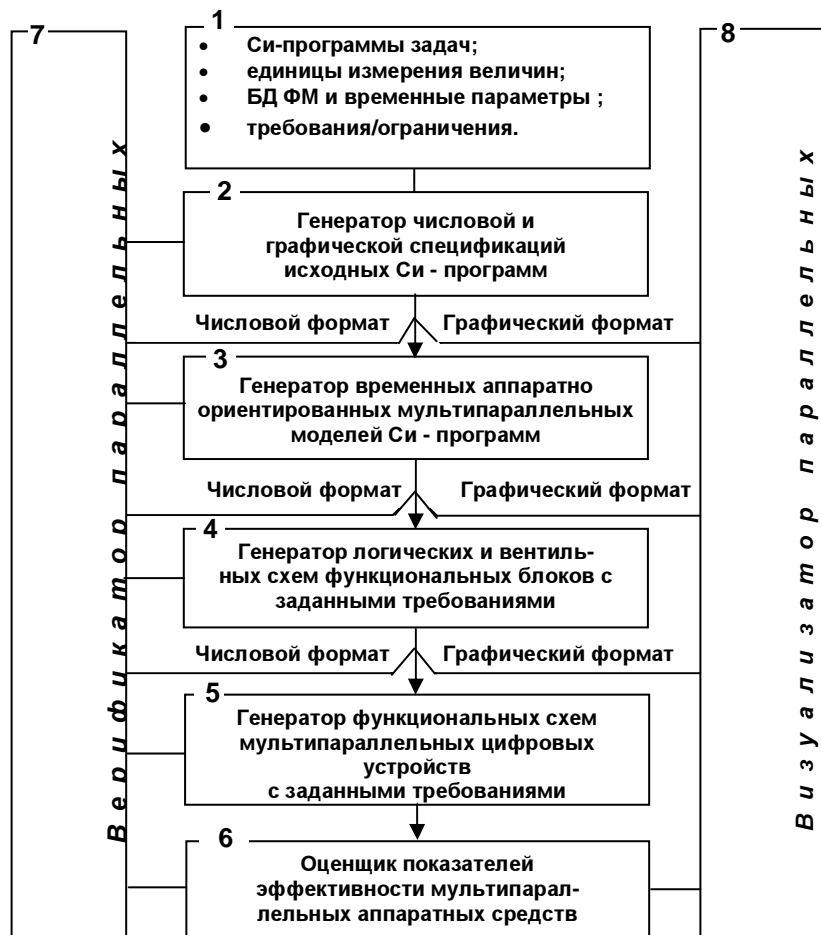 7
1
8
• Си-программы задач;
• единицы измерения величин;
• БД ФМ и временные параметры ;
• требования/ограничения.
2
Генератор числовой и
графической спецификаций
исходных Си - программ
Числовой формат Графический формат
3
Генератор временных аппаратно
ориентированных мультипараллельных
моделей Си - программ
Числовой формат Графический формат
4
Генератор логических и вентиль-
ных схем функциональных блоков с
заданными требованиями
Числовой формат Графический формат
5
Генератор функциональных схем
мультипараллельных цифровых
устройств
с заданными требованиями
6
Оценщик показателей
эффективности мультипарал-
лельных аппаратных средств
Верификатор параллельных
Визуализатор параллельных